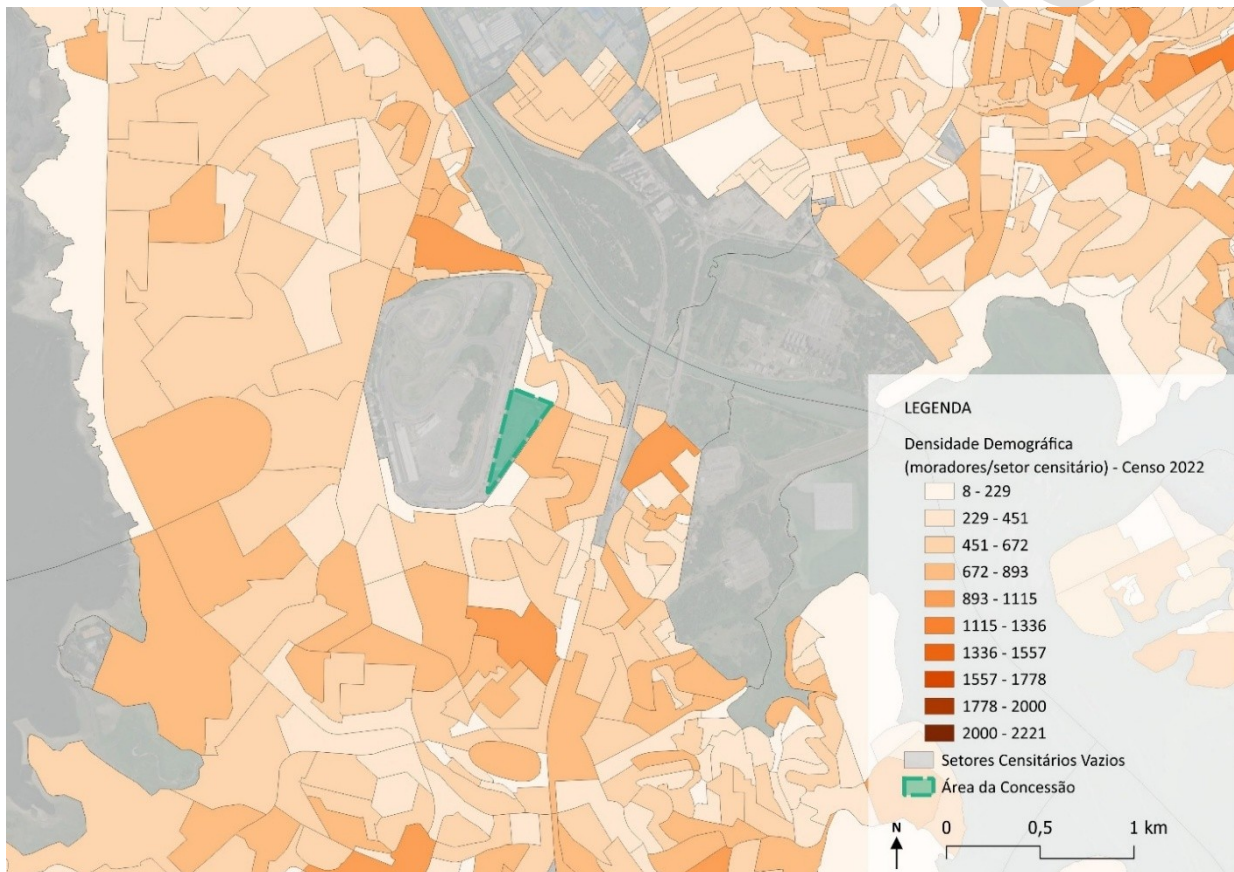 LEGENDA
Densidade Demográfica
(moradores/setor censitário) - Censo 2022
8 - 229
229 - 451
451 - 672
672 - 893
893 - 1115
1115 - 1336
1336 - 1557
1557 - 1778
1778 - 2000
2000 - 2221
Setores Censitários Vazios
Área da Concessão
N
0 0,5 1 km